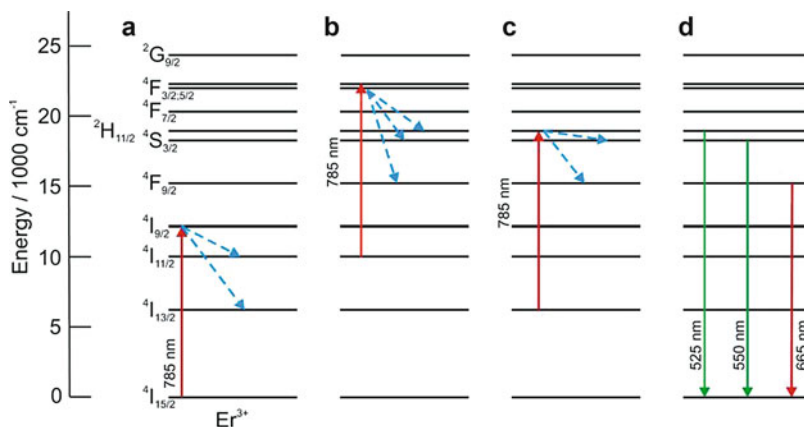 a
b
c
d
25
20
15
10
5
0
Energy / 1000 cm⁻¹
²G₉/₂
⁴F₃/₂,₅/₂
⁴F₇/₂
²H₁₁/₂
⁴S₃/₂
⁴F₉/₂
⁴I₉/₂
⁴I₁₁/₂
⁴I₁₃/₂
⁴I₁₅/₂
Er³⁺
785 nm
785 nm
785 nm
525 nm
550 nm
665 nm